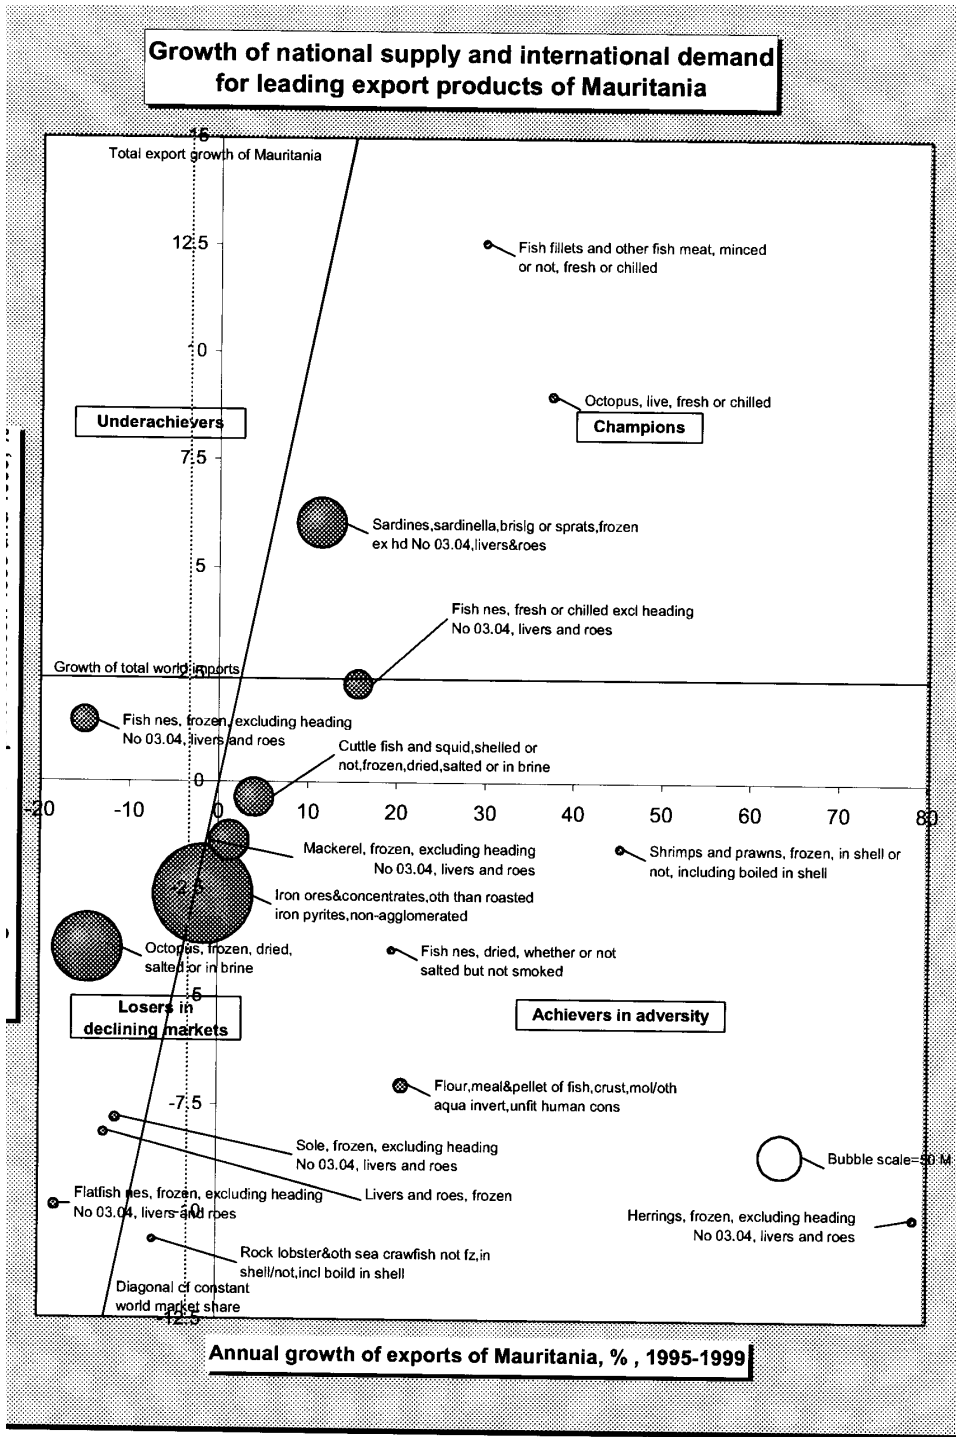 Growth of national supply and international demand
for leading export products of Mauritania
15
Total export growth of Mauritania
12.5
Fish fillets and other fish meat, minced
or not, fresh or chilled
10
Octopus, live, fresh or chilled
Underachievers
Champions
7.5
Sardines,sardinella,brislg or sprats,frozen
ex hd No 03.04,livers&roes
5
Fish nes, fresh or chilled excl heading
No 03.04, livers and roes
Growth of total world imports
2.5
Fish nes, frozen, excluding heading
No 03.04, livers and roes
Cuttle fish and squid,shelled or
not,frozen,dried,salted or in brine
0
-20 -10 0 10 20 30 40 50 60 70 80
Mackerel, frozen, excluding heading
No 03.04, livers and roes
Shrimps and prawns, frozen, in shell or
not, including boiled in shell
-2.5
Iron ores&concentrates,oth than roasted
iron pyrites,non-agglomerated
Octopus, frozen, dried,
salted or in brine
Fish nes, dried, whether or not
salted but not smoked
-5
Losers in
declining markets
Achievers in adversity
Flour,meal&pellet of fish,crust,mol/oth
aqua invert,unfit human cons
-7.5
Sole, frozen, excluding heading
No 03.04, livers and roes
Bubble scale=50 M
Livers and roes, frozen
Flatfish nes, frozen, excluding heading
No 03.04, livers and roes
-10
Herrings, frozen, excluding heading
No 03.04, livers and roes
Rock lobster&oth sea crawfish not fz,in
shell/not,incl boild in shell
Diagonal of constant
world market share
-12.5
Annual growth of exports of Mauritania, % , 1995-1999